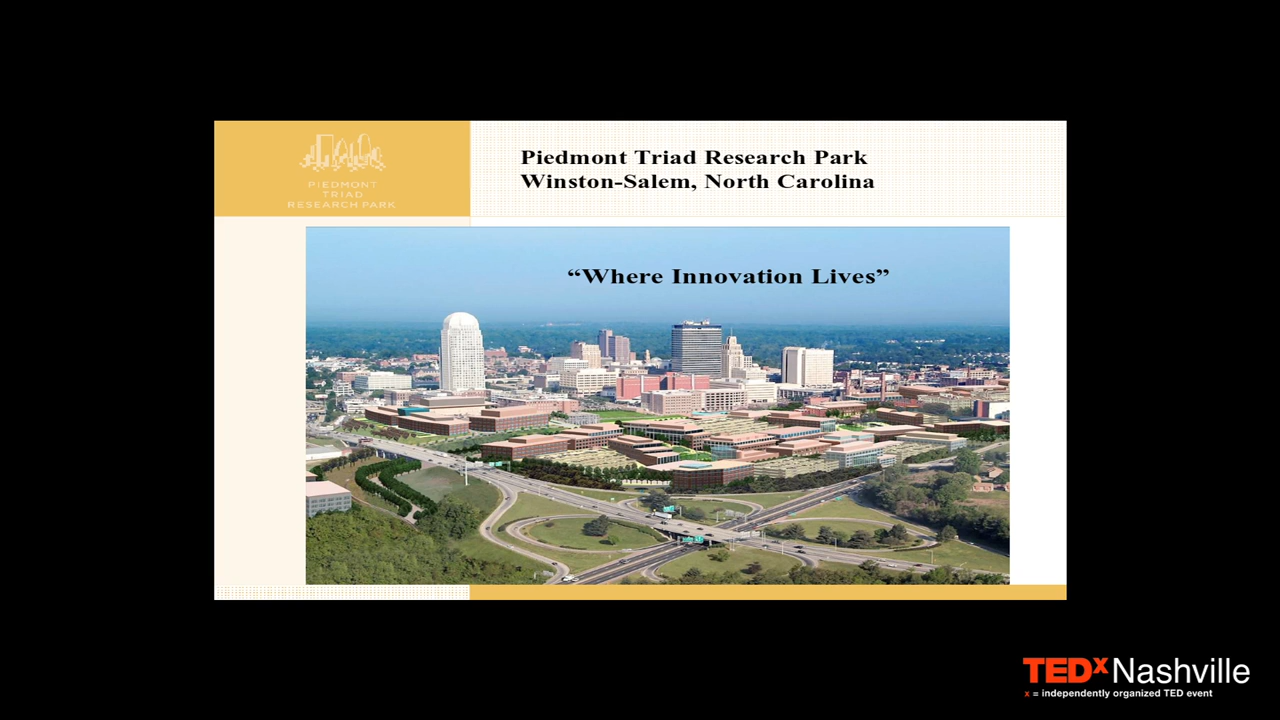 PIEDMONT
TRIAD
RESEARCH PARK
Piedmont Triad Research Park
Winston-Salem, North Carolina
“Where Innovation Lives”
TEDxNashville
x = independently organized TED event